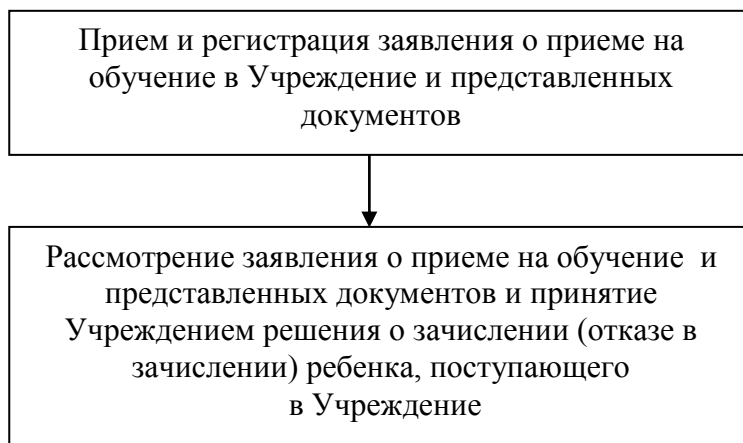 Прием и регистрация заявления о приеме на
обучение в Учреждение и представленных
документов
Рассмотрение заявления о приеме на обучение  и
представленных документов и принятие
Учреждением решения о зачислении (отказе в
зачислении) ребенка, поступающего
в Учреждение